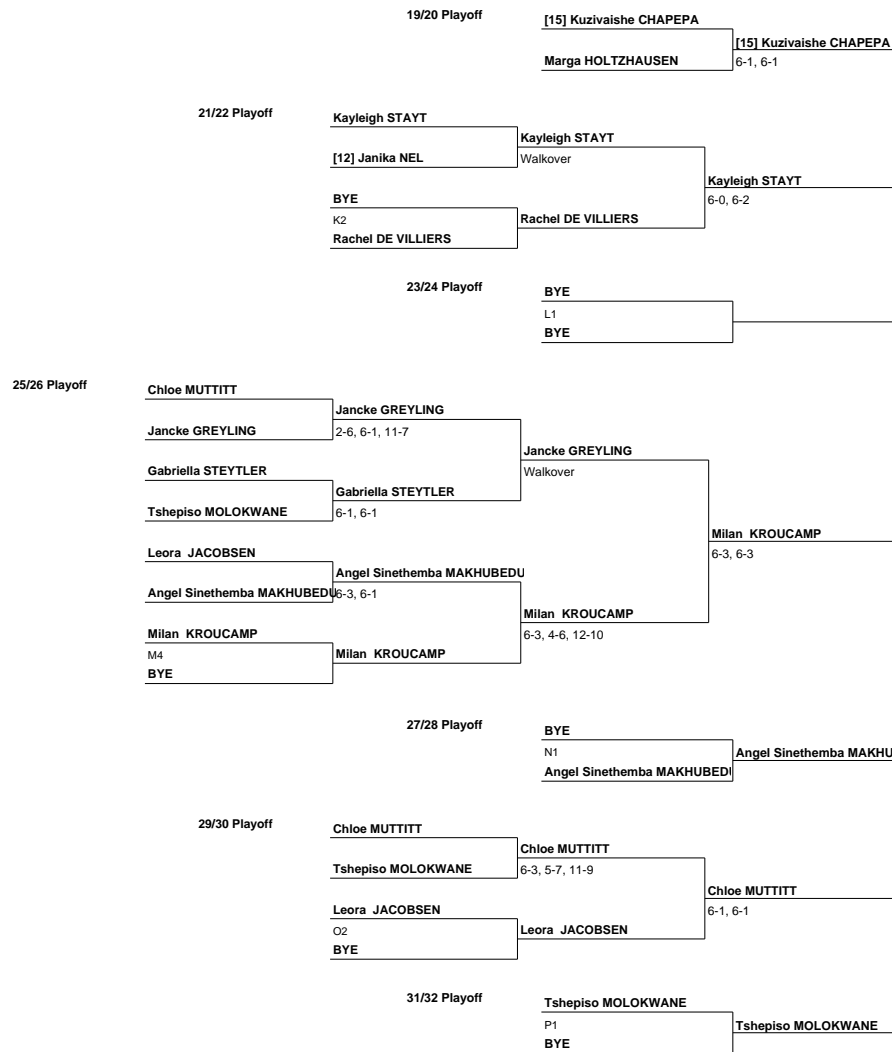 19/20 Playoff
[15] Kuzivaishe CHAPEPA
[15] Kuzivaishe CHAPEPA
Marga HOLTZHAUSEN
6-1, 6-1
21/22 Playoff
Kayleigh STAYT
Kayleigh STAYT
[12] Janika NEL
Walkover
Kayleigh STAYT
6-0, 6-2
BYE
K2
Rachel DE VILLIERS
Rachel DE VILLIERS
23/24 Playoff
BYE
L1
BYE
25/26 Playoff
Chloe MUTTITT
Jancke GREYLING
Jancke GREYLING
2-6, 6-1, 11-7
Jancke GREYLING
Walkover
Gabriella STEYTLER
Gabriella STEYTLER
Tshepiso MOLOKWANE
6-1, 6-1
Milan KROUCAMP
6-3, 6-3
Leora JACOBSEN
Angel Sinethemba MAKHUBEDU
Angel Sinethemba MAKHUBEDU
6-3, 6-1
Milan KROUCAMP
6-3, 4-6, 12-10
Milan KROUCAMP
M4
Milan KROUCAMP
BYE
27/28 Playoff
BYE
N1
Angel Sinethemba MAKHU
Angel Sinethemba MAKHUBED
29/30 Playoff
Chloe MUTTITT
Chloe MUTTITT
Tshepiso MOLOKWANE
6-3, 5-7, 11-9
Chloe MUTTITT
6-1, 6-1
Leora JACOBSEN
O2
Leora JACOBSEN
BYE
31/32 Playoff
Tshepiso MOLOKWANE
P1
Tshepiso MOLOKWANE
BYE